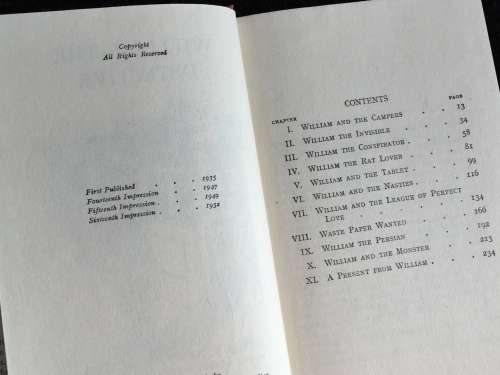 Copyright
All Rights Reserved
First Published . . 1935
Fourteenth Impression . . 1947
Fifteenth Impression . . 1949
Sixteenth Impression . . 1952
CONTENTS
CHAPTER PAGE
I. WILLIAM AND THE CAMPERS . . 13
II. WILLIAM THE INVISIBLE . . . 34
III. WILLIAM THE CONSPIRATOR . . 58
IV. WILLIAM THE RAT LOVER . . . 81
V. WILLIAM AND THE TABLET . . 99
VI. WILLIAM AND THE NASTIES . . 116
VII. WILLIAM AND THE LEAGUE OF PERFECT
LOVE . . . .
VIII. WASTE PAPER WANTED . . . 166
IX. WILLIAM THE PERSIAN . . . 192
X. WILLIAM AND THE MONSTER . . 213
XI. A PRESENT FROM WILLIAM . . . 234